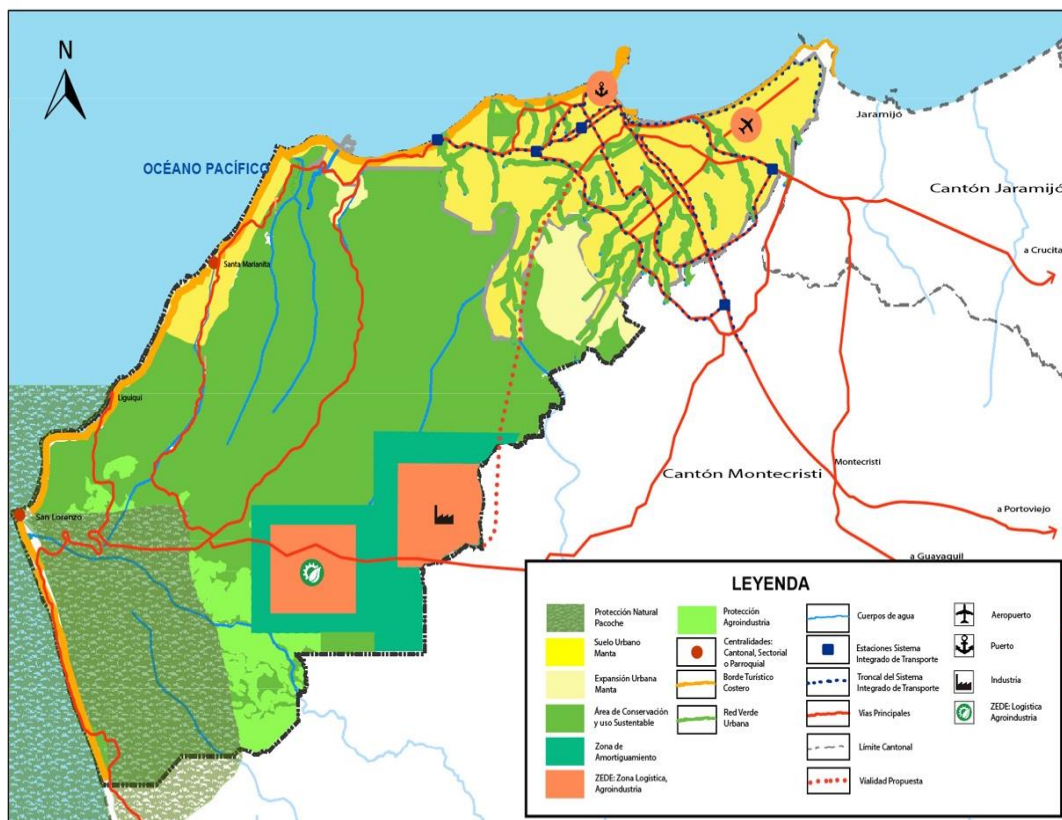 N
OCÉANO PACÍFICO
Jaramijó
Cantón Jaramijó
a Crucita
Santa Marianita
Liguiqui
San Lorenzo
Cantón Montecristi
Montecristi
a Portoviejo
a Guayaquil
LEYENDA
Protección Natural
Pacoche
Suelo Urbano
Manta
Expansión Urbana
Manta
Área de Conservación
y uso Sustentable
Zona de
Amortiguamiento
ZEDE: Zona Logística,
Agroindustria
Protección
Agroindustria
Centralidades:
Cantonal, Sectorial
o Parroquial
Borde Turístico
Costero
Red Verde
Urbana
Cuerpos de agua
Estaciones Sistema
Integrado de Transporte
Troncal del Sistema
Integrado de Transporte
Vías Principales
Límite Cantonal
Vialidad Propuesta
Aeropuerto
Puerto
Industria
ZEDE: Logística
Agroindustria